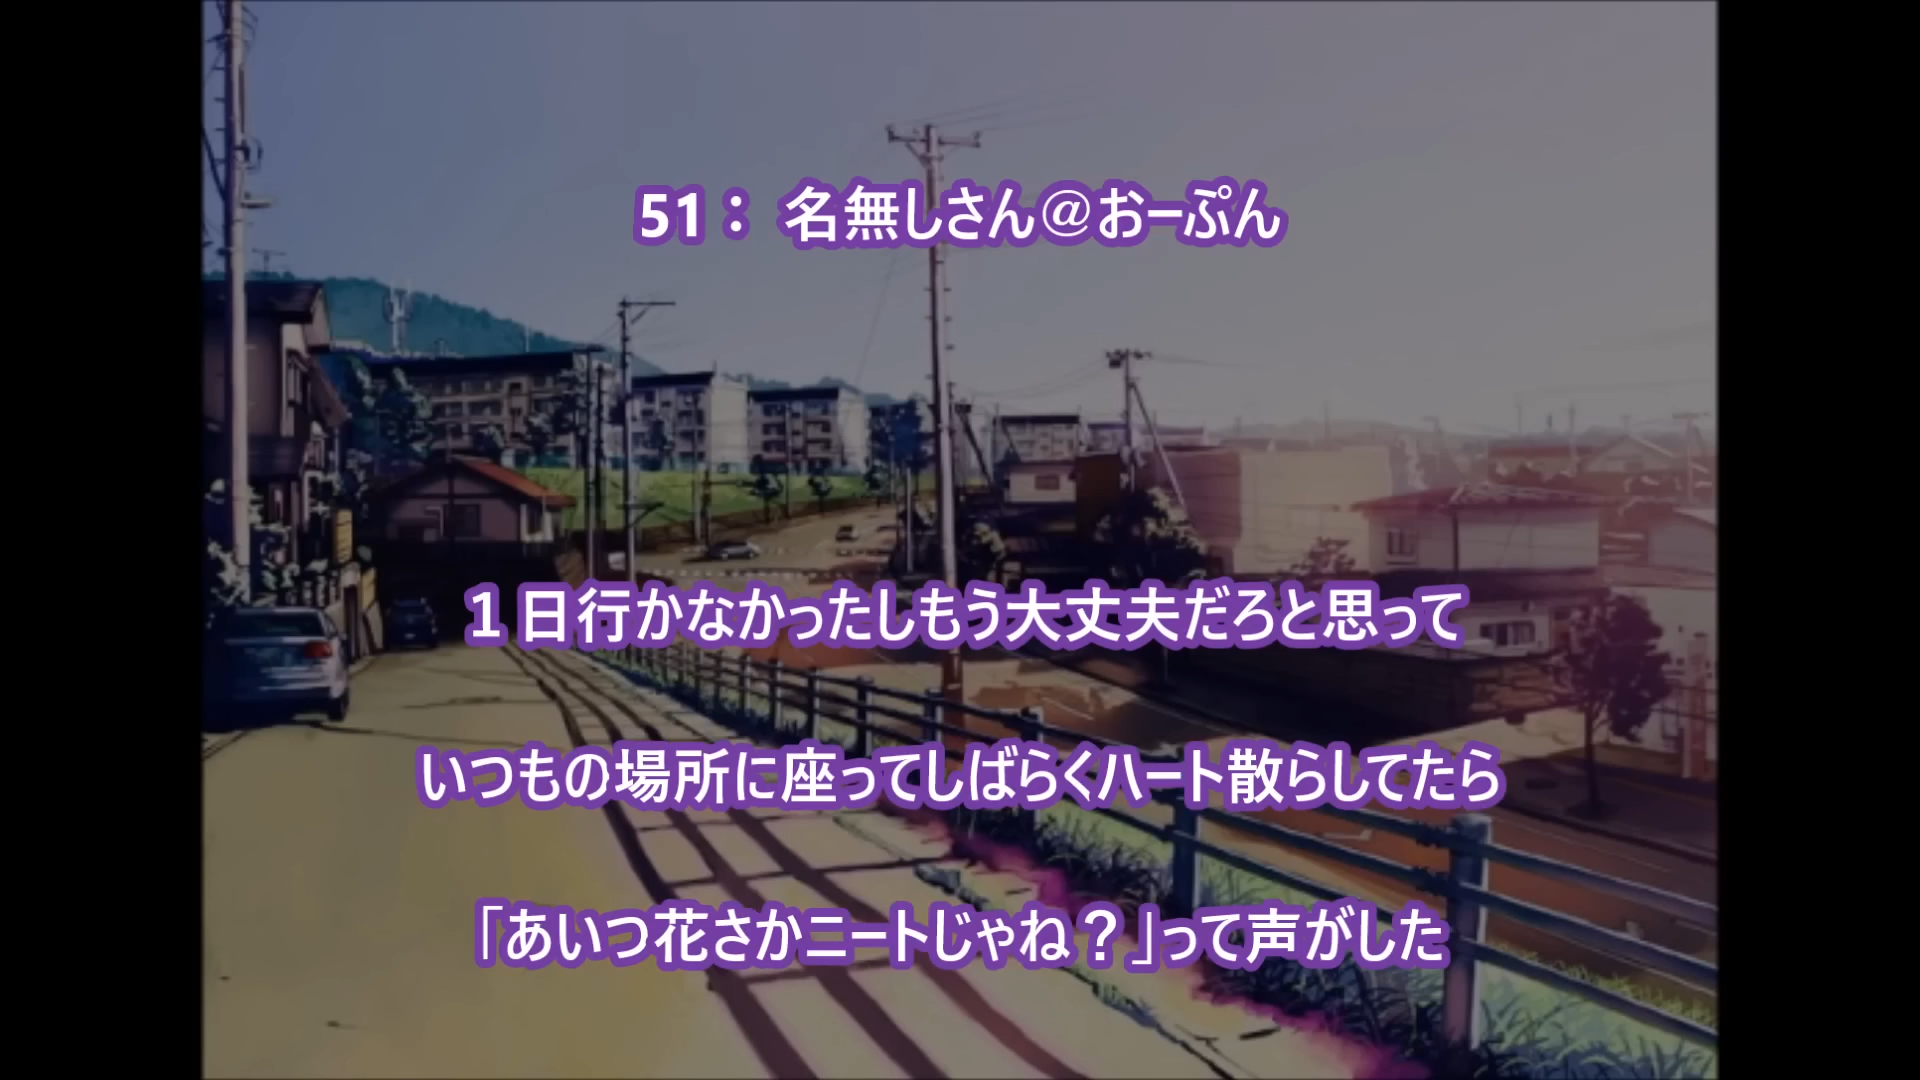 51： 名無しさん＠おーぷん
１日行かなかったしもう大丈夫だろと思って
いつもの場所に座ってしばらくハート散らしてたら
「あいつ花さかニートじゃね？」って声がした